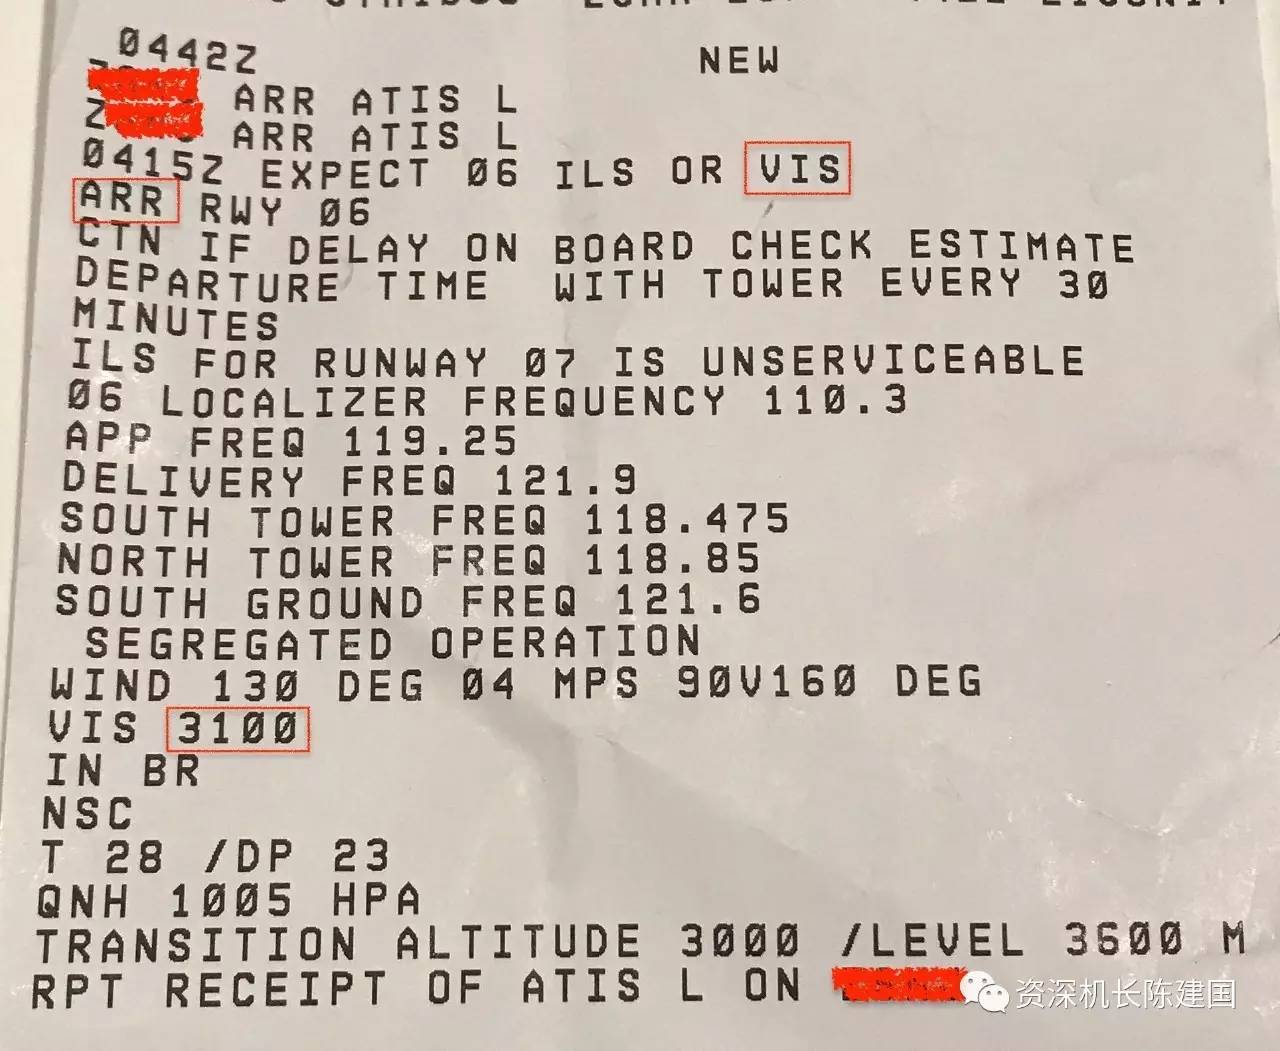 0442Z NEW
ARR ATIS L
Z ARR ATIS L
0415Z EXPECT 06 ILS OR VIS
ARR RWY 06
CTN IF DELAY ON BOARD CHECK ESTIMATE
DEPARTURE TIME WITH TOWER EVERY 30
MINUTES
ILS FOR RUNWAY 07 IS UNSERVICEABLE
06 LOCALIZER FREQUENCY 110.3
APP FREQ 119.25
DELIVERY FREQ 121.9
SOUTH TOWER FREQ 118.475
NORTH TOWER FREQ 118.85
SOUTH GROUND FREQ 121.6
SEGREGATED OPERATION
WIND 130 DEG 04 MPS 90V160 DEG
VIS 3100
IN BR
NSC
T 28 /DP 23
QNH 1005 HPA
TRANSITION ALTITUDE 3000 /LEVEL 3600 M
RPT RECEIPT OF ATIS L ON
资深机长陈建国